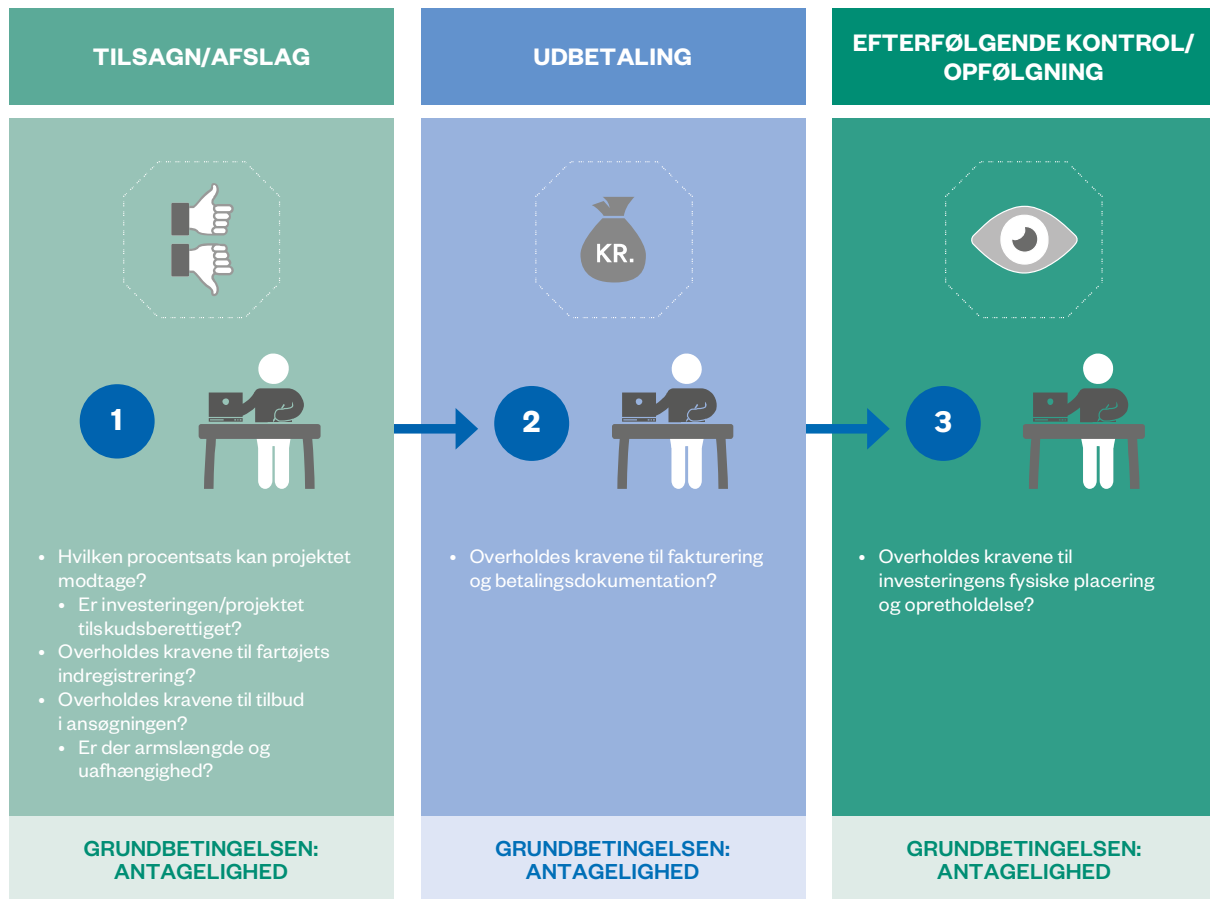 TILSAGN/AFSLAG
1
• Hvilken procentsats kan projektet
modtage?
• Er investeringen/projektet
tilskudsberettiget?
• Overholdes kravene til fartøjets
indregistrering?
• Overholdes kravene til tilbud
i ansøgningen?
• Er der armslængde og
uafhængighed?
GRUNDBETINGELSEN:
ANTAGELIGHED
UDBETALING
KR.
2
• Overholdes kravene til fakturering
og betalingsdokumentation?
GRUNDBETINGELSEN:
ANTAGELIGHED
EFTERFØLGENDE KONTROL/
OPFØLGNING
3
• Overholdes kravene til
investeringens fysiske placering
og opretholdelse?
GRUNDBETINGELSEN:
ANTAGELIGHED